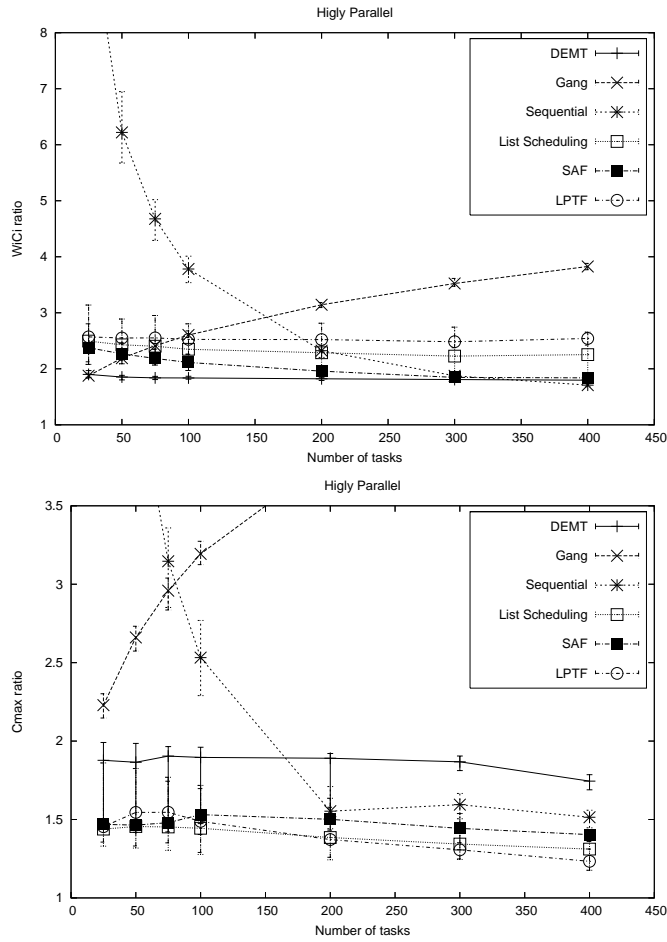 Higly Parallel
8
7
6
5
4
3
2
1
WiCi ratio
DEMT
Gang
Sequential
List Scheduling
SAF
LPTF
0 50 100 150 200 250 300 350 400 450
Number of tasks
Higly Parallel
3.5
3
2.5
2
1.5
1
Cmax ratio
DEMT
Gang
Sequential
List Scheduling
SAF
LPTF
0 50 100 150 200 250 300 350 400 450
Number of tasks